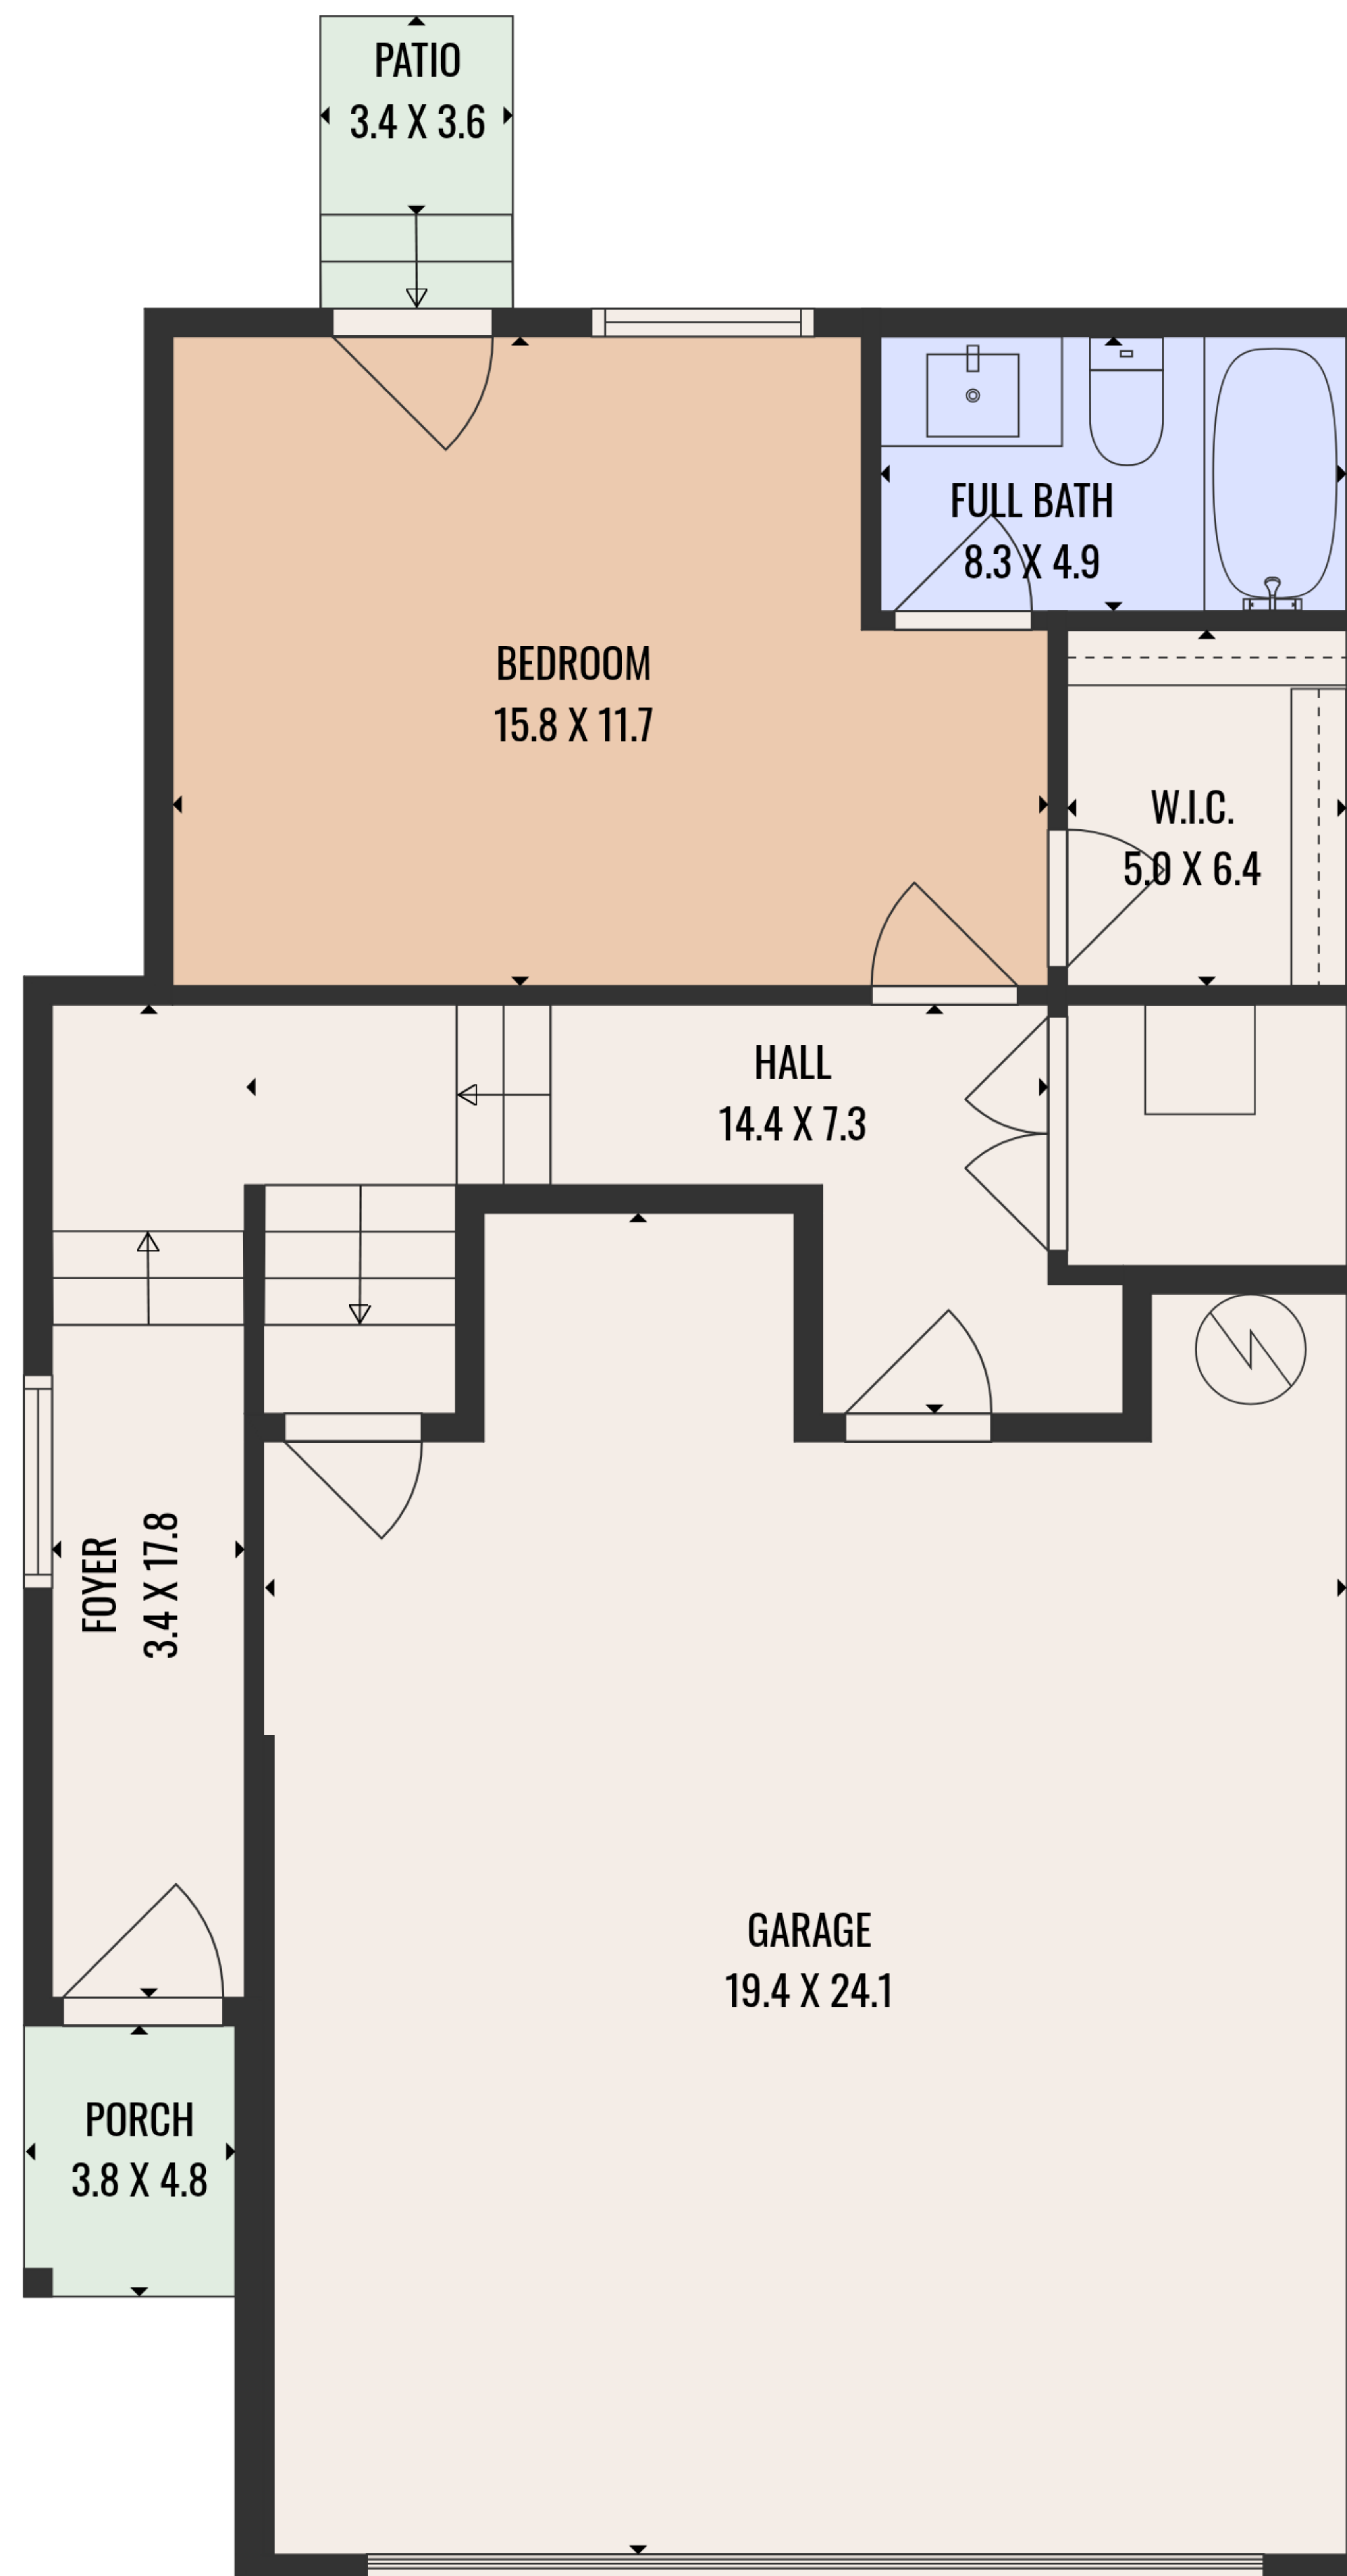 PATIO
3.4 X 3.6
FULL BATH
8.3 X 4.9
BEDROOM
15.8 X 11.7
W.I.C.
5.0 X 6.4
HALL
14.4 X 7.3
FOYER
3.4 X 17.8
GARAGE
19.4 X 24.1
PORCH
3.8 X 4.8